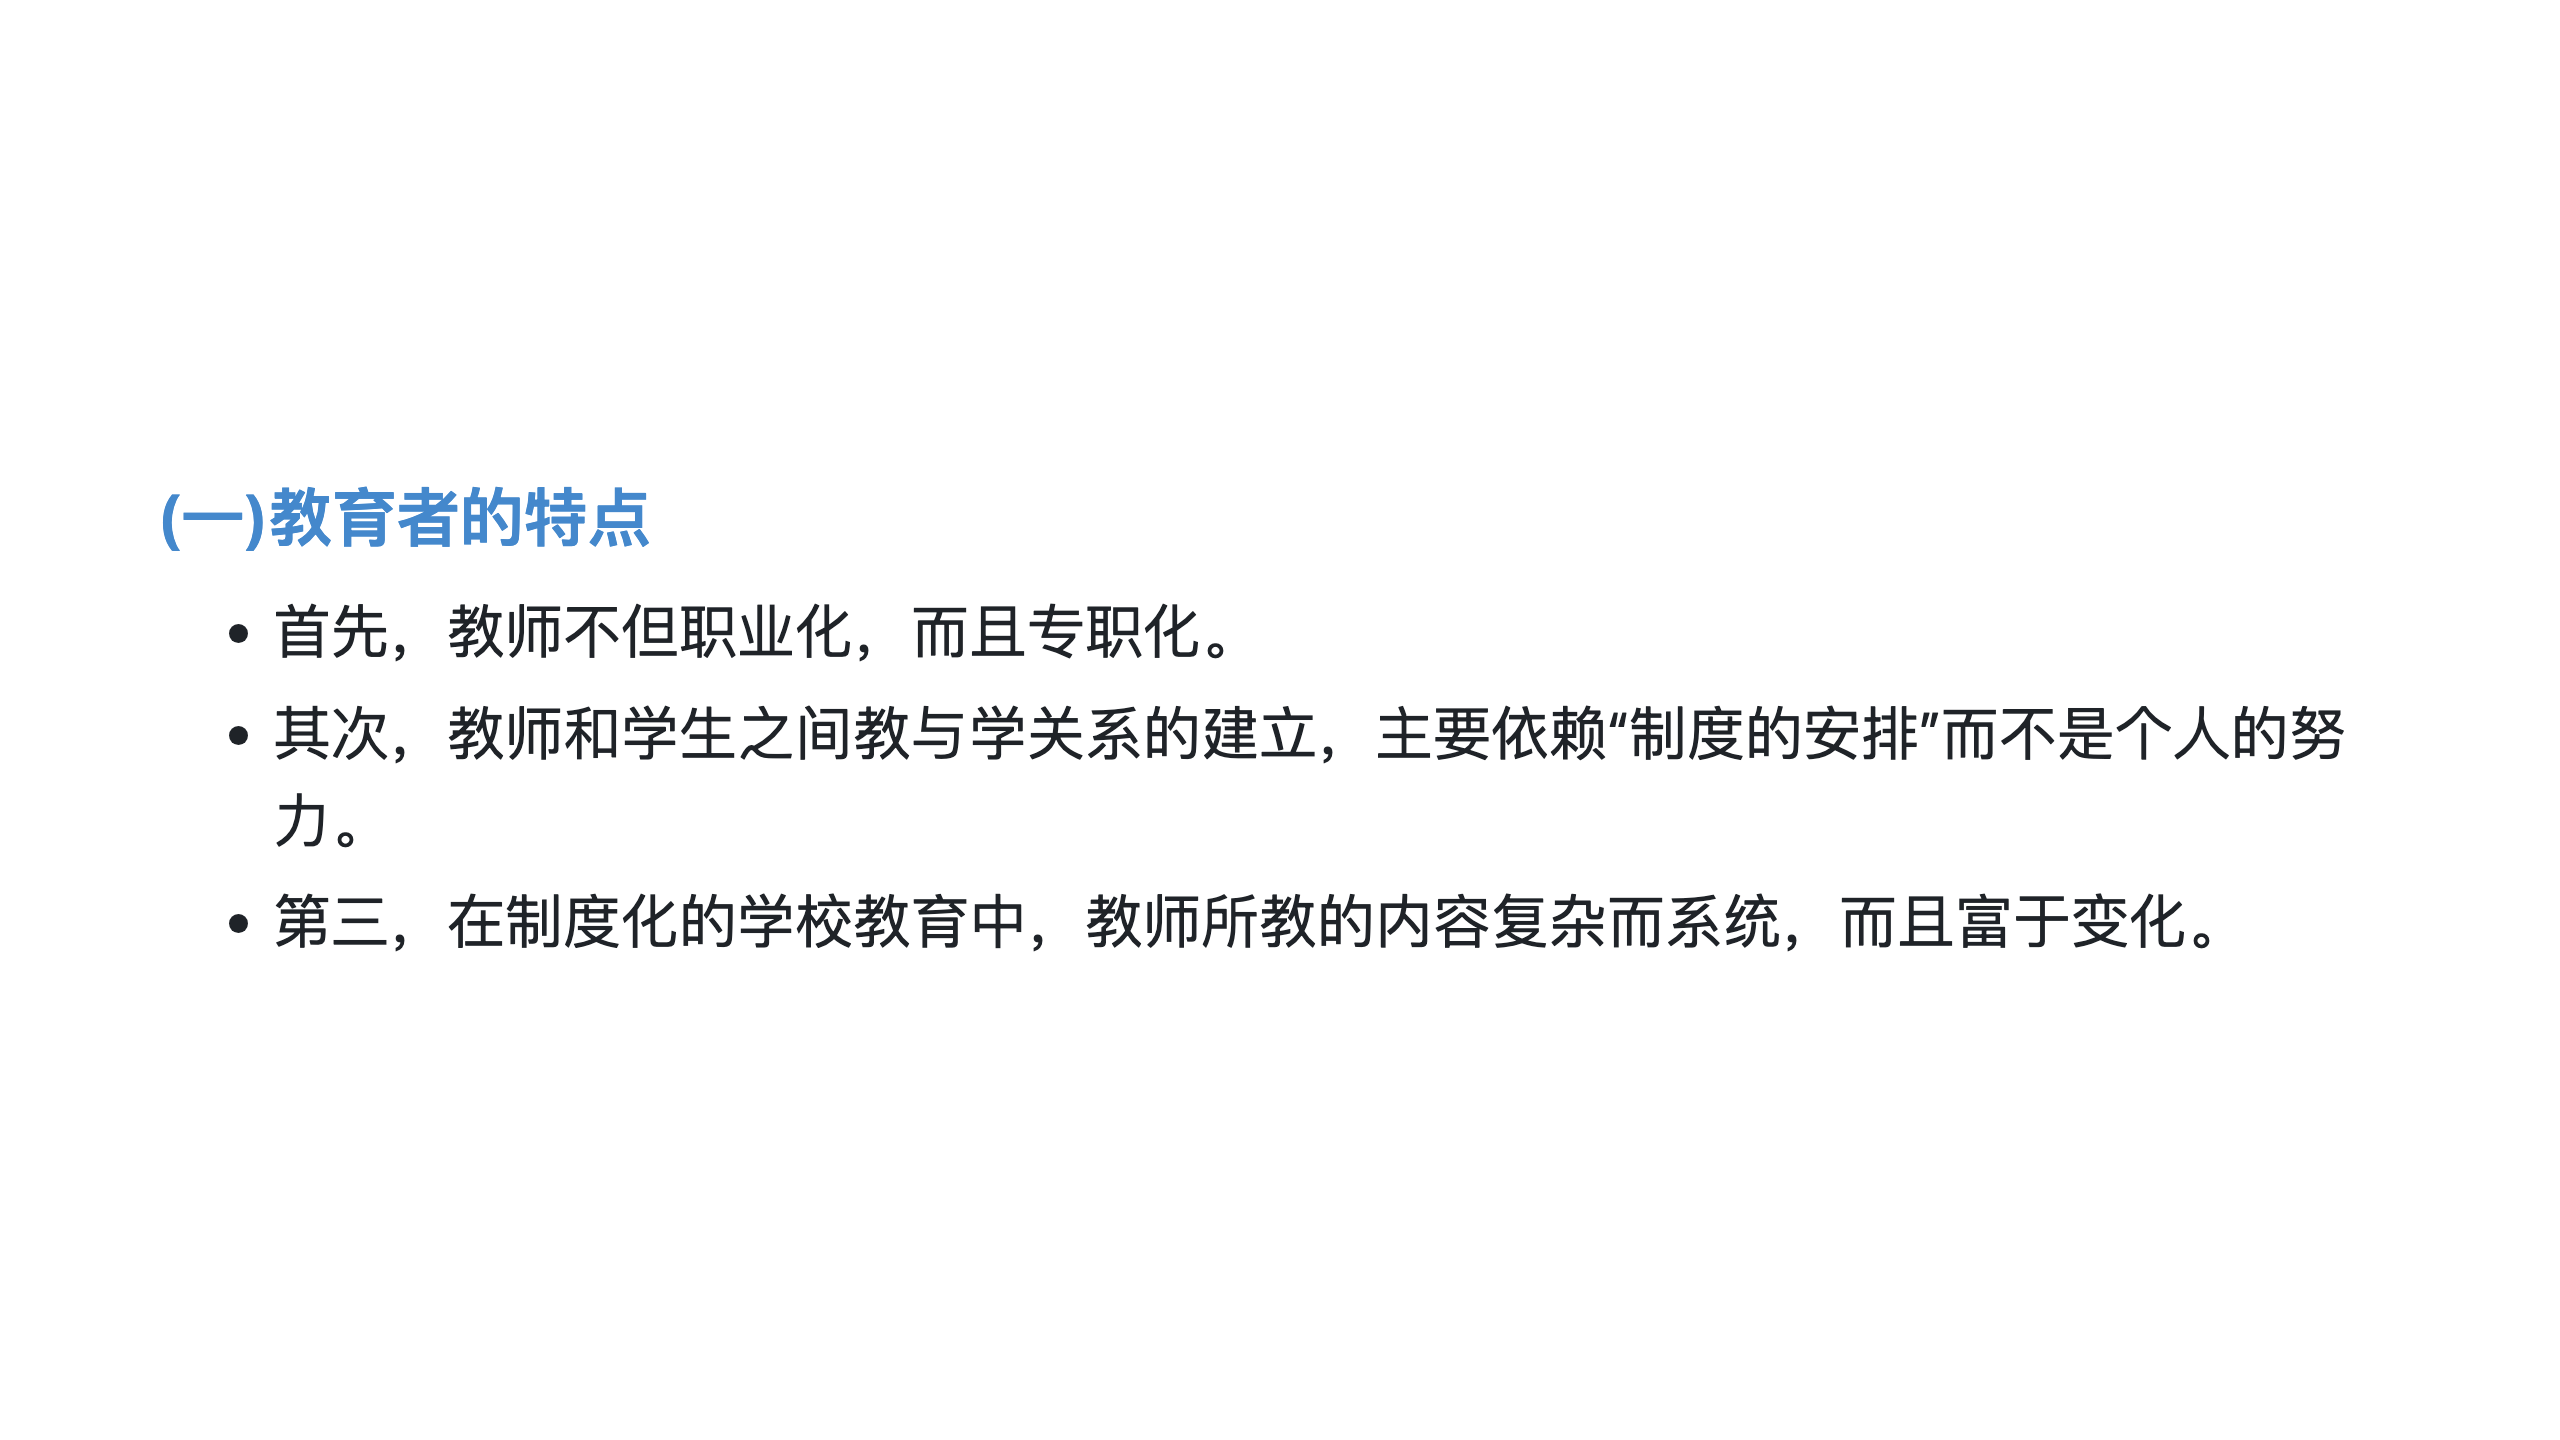 (一)教育者的特点
• 首先，教师不但职业化，而且专职化。
• 其次，教师和学生之间教与学关系的建立，主要依赖“制度的安排”而不是个人的努
力。
• 第三，在制度化的学校教育中，教师所教的内容复杂而系统，而且富于变化。